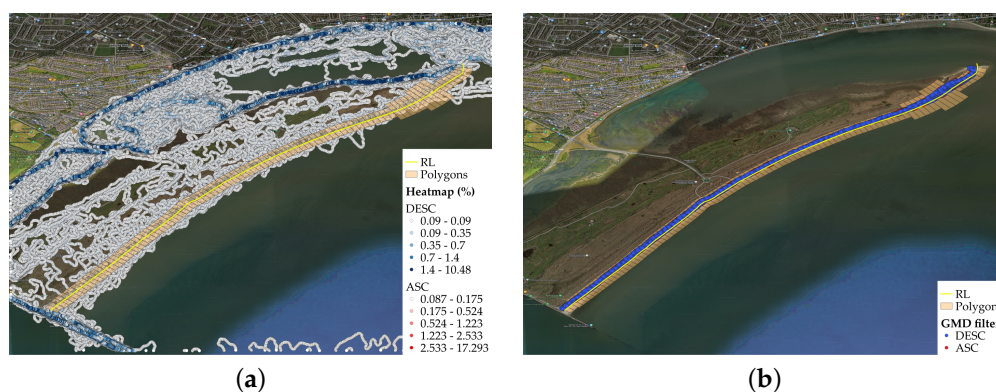 RL
Polygons
Heatmap (%)
DESC
0.09 - 0.09
0.09 - 0.35
0.35 - 0.7
0.7 - 1.4
1.4 - 10.48
ASC
0.087 - 0.175
0.175 - 0.524
0.524 - 1.223
1.223 - 2.533
2.533 - 17.293
(a)
RL
Polygon
GMD filte
DESC
ASC
(b)